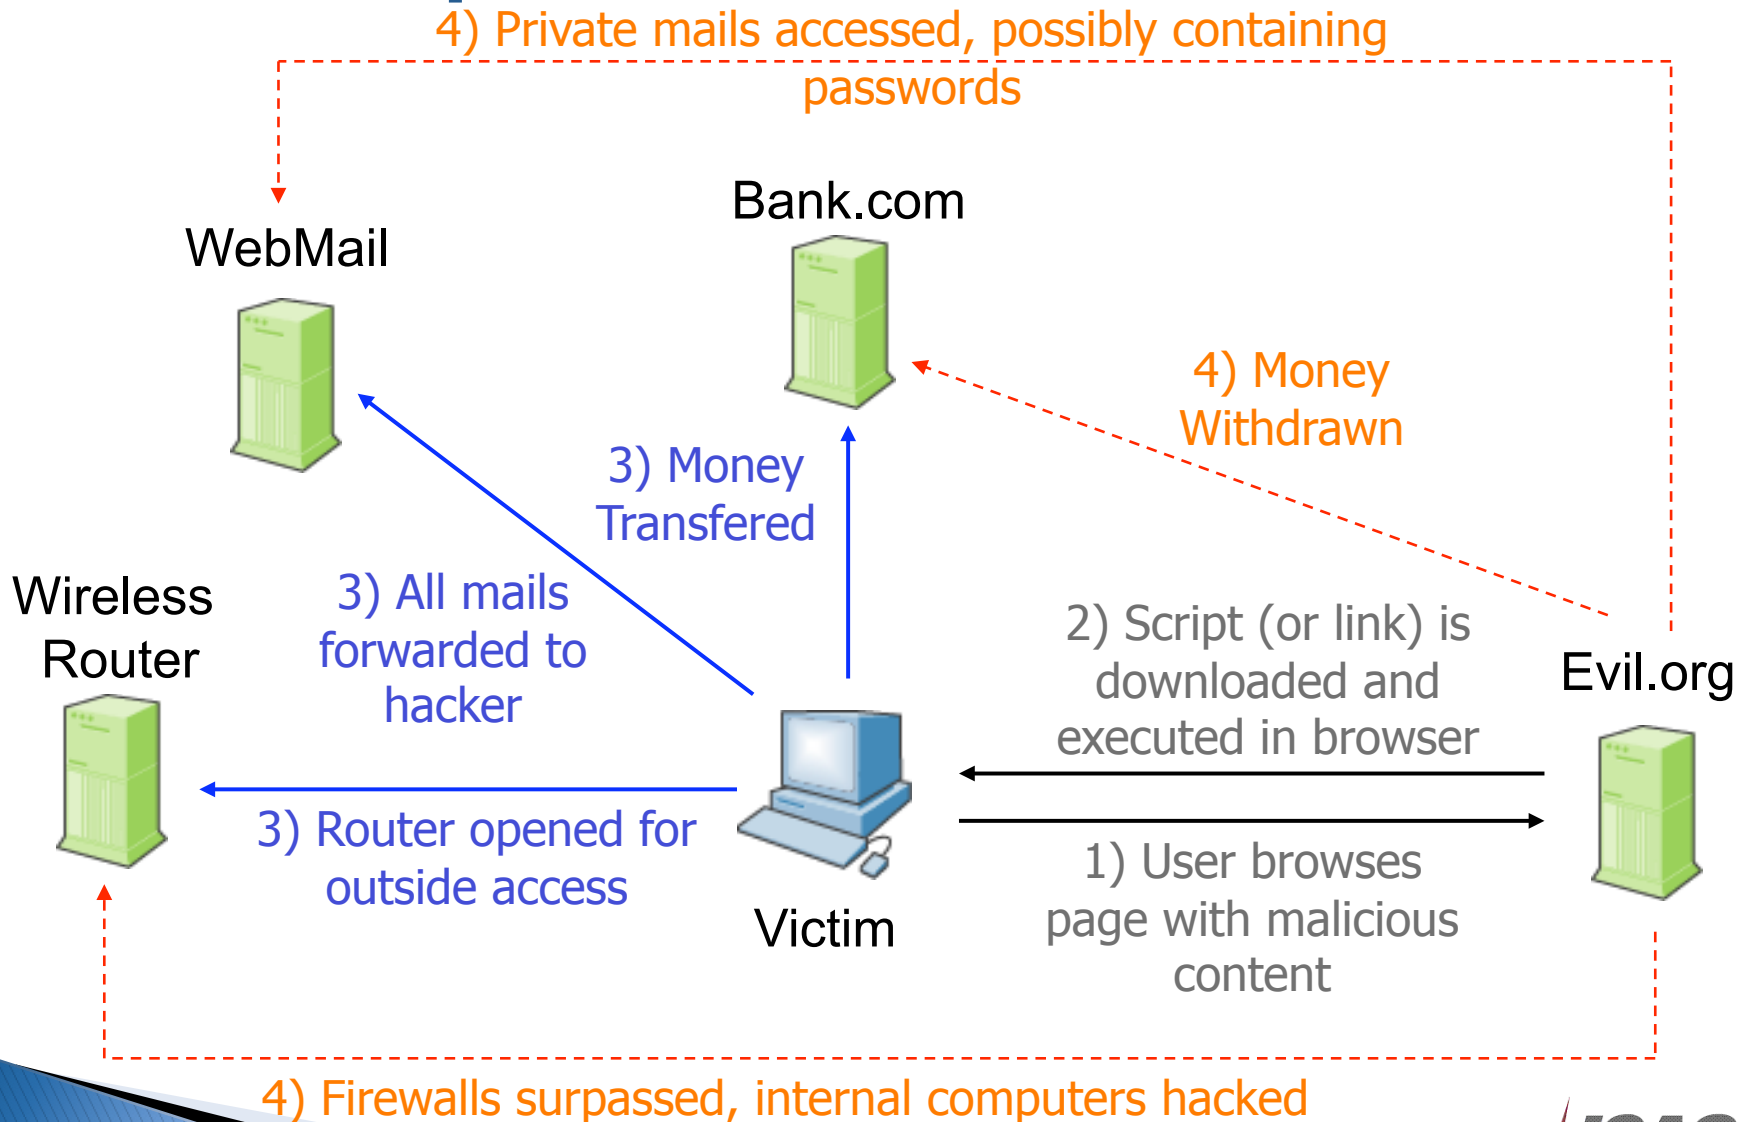 4) Private mails accessed, possibly containing
passwords
Bank.com
WebMail
4) Money
Withdrawn
3) Money
Transfered
Wireless
Router
3) All mails
forwarded to
hacker
2) Script (or link) is
downloaded and
executed in browser
Evil.org
3) Router opened for
outside access
Victim
1) User browses
page with malicious
content
4) Firewalls surpassed, internal computers hacked